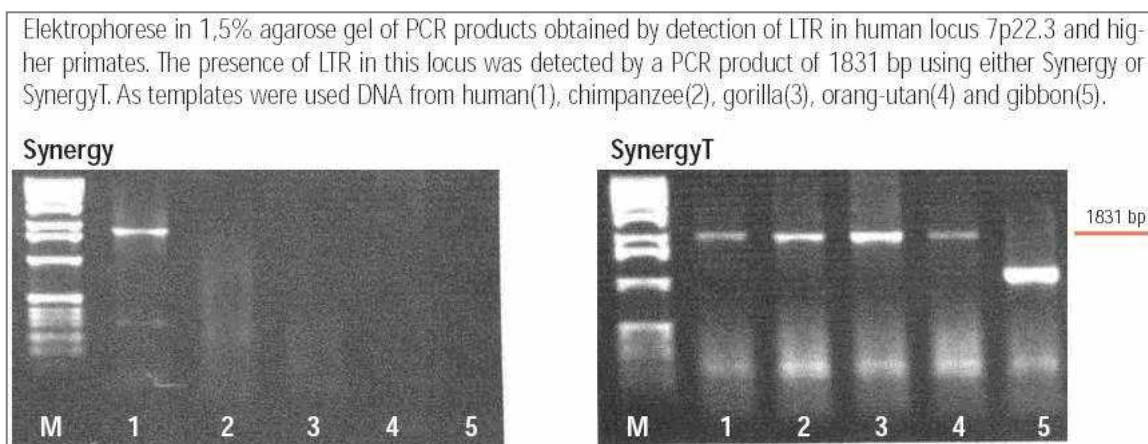 Elektrophorese in 1,5% agarose gel of PCR products obtained by detection of LTR in human locus 7p22.3 and hig-
her primates. The presence of LTR in this locus was detected by a PCR product of 1831 bp using either Synergy or
SynergyT. As templates were used DNA from human(1), chimpanzee(2), gorilla(3), orang-utan(4) and gibbon(5).
Synergy
M 1 2 3 4 5
SynergyT
1831 bp
M 1 2 3 4 5